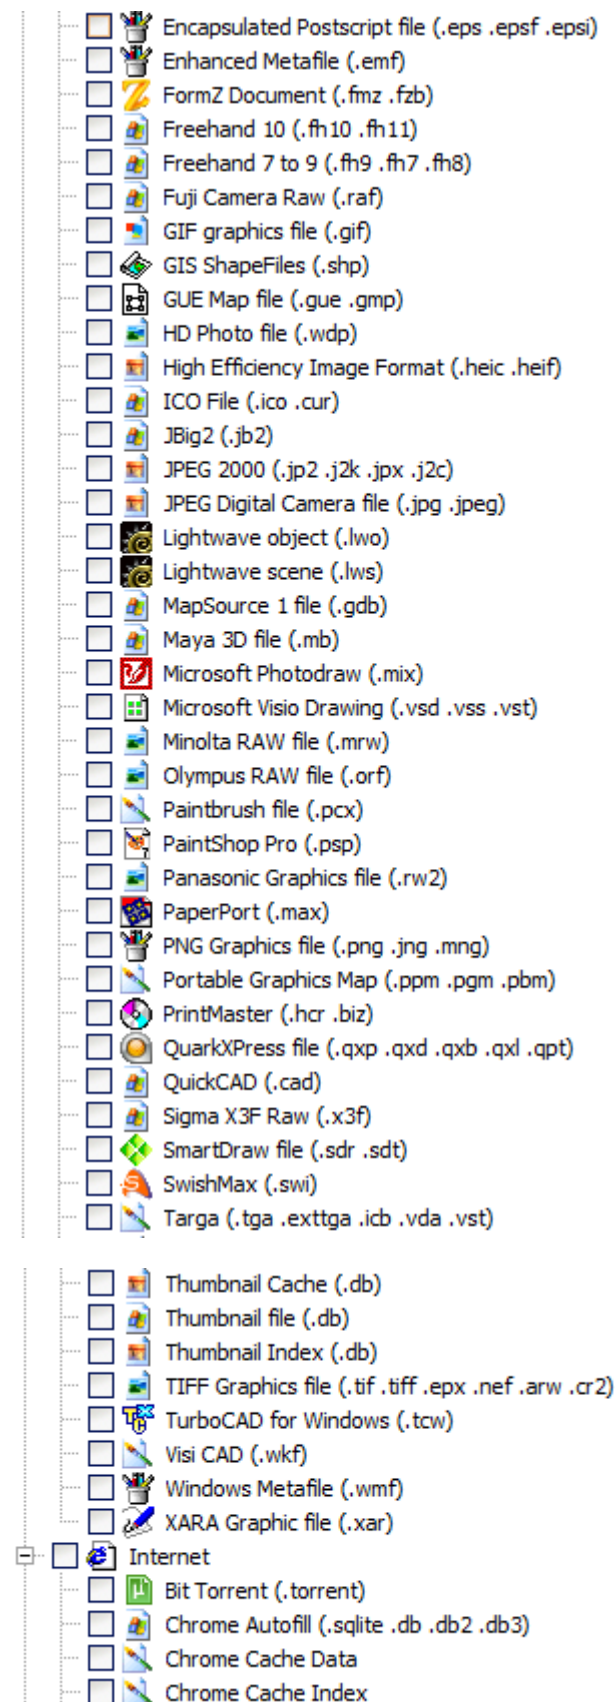 Encapsulated Postscript file (.eps .epsf .epsi)
Enhanced Metafile (.emf)
FormZ Document (.fmz .fzb)
Freehand 10 (.fh10 .fh11)
Freehand 7 to 9 (.fh9 .fh7 .fh8)
Fuji Camera Raw (.raf)
GIF graphics file (.gif)
GIS ShapeFiles (.shp)
GUE Map file (.gue .gmp)
HD Photo file (.wdp)
High Efficiency Image Format (.heic .heif)
ICO File (.ico .cur)
JBig2 (.jb2)
JPEG 2000 (.jp2 .j2k .jpx .j2c)
JPEG Digital Camera file (.jpg .jpeg)
Lightwave object (.lwo)
Lightwave scene (.lws)
MapSource 1 file (.gdb)
Maya 3D file (.mb)
Microsoft Photodraw (.mix)
Microsoft Visio Drawing (.vsd .vss .vst)
Minolta RAW file (.mrw)
Olympus RAW file (.orf)
Paintbrush file (.pcx)
PaintShop Pro (.psp)
Panasonic Graphics file (.rw2)
PaperPort (.max)
PNG Graphics file (.png .jng .mng)
Portable Graphics Map (.ppm .pgm .pbm)
PrintMaster (.hcr .biz)
QuarkXPress file (.qxp .qxd .qxb .qxl .qpt)
QuickCAD (.cad)
Sigma X3F Raw (.x3f)
SmartDraw file (.sdr .sdt)
SwishMax (.swi)
Targa (.tga .exttga .icb .vda .vst)
Thumbnail Cache (.db)
Thumbnail file (.db)
Thumbnail Index (.db)
TIFF Graphics file (.tif .tiff .epx .nef .arw .cr2)
TurboCAD for Windows (.tcw)
Visi CAD (.wkf)
Windows Metafile (.wmf)
XARA Graphic file (.xar)
Internet
Bit Torrent (.torrent)
Chrome Autofill (.sqlite .db .db2 .db3)
Chrome Cache Data
Chrome Cache Index